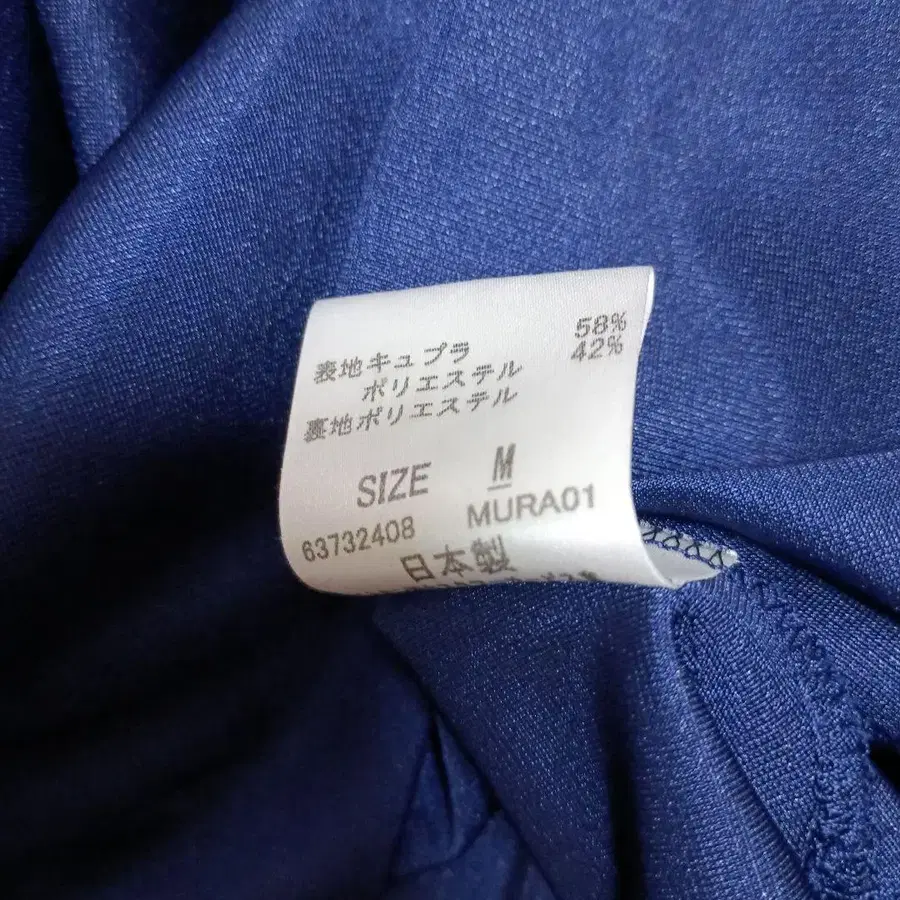 表地キュプラ 58%
ポリエステル 42%
裏地ポリエステル
SIZE M
63732408 MURA01
日本製